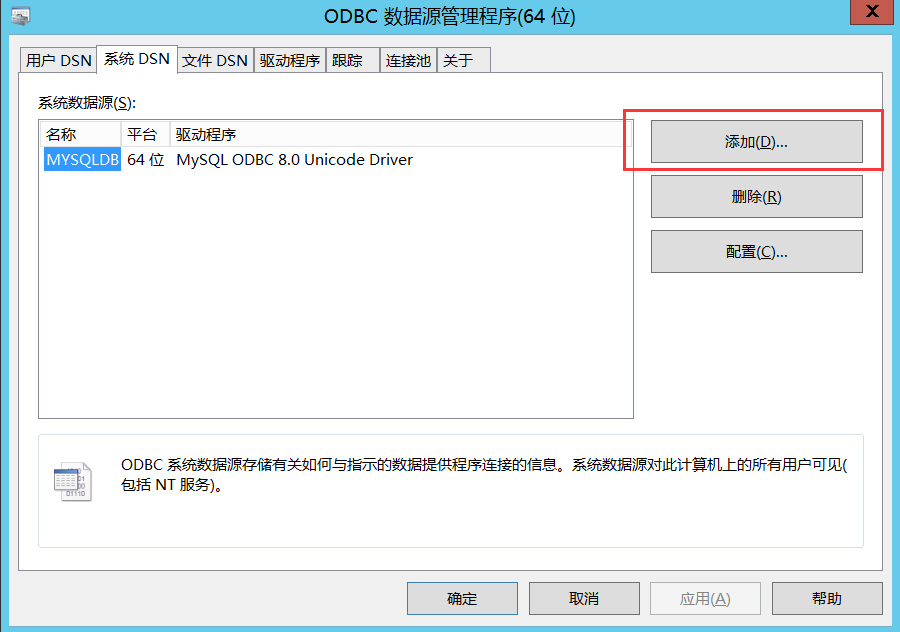 ODBC 数据源管理程序(64 位)
X
用户 DSN 系统 DSN 文件 DSN 驱动程序 跟踪 连接池 关于
系统数据源(S):
名称 平台 驱动程序
MYSQLDB 64 位 MySQL ODBC 8.0 Unicode Driver
添加(D)...
删除(R)
配置(C)...
ODBC 系统数据源存储有关如何与指示的数据提供程序连接的信息。系统数据源对此计算机上的所有用户可见(
包括 NT 服务)。
确定 取消 应用(A) 帮助